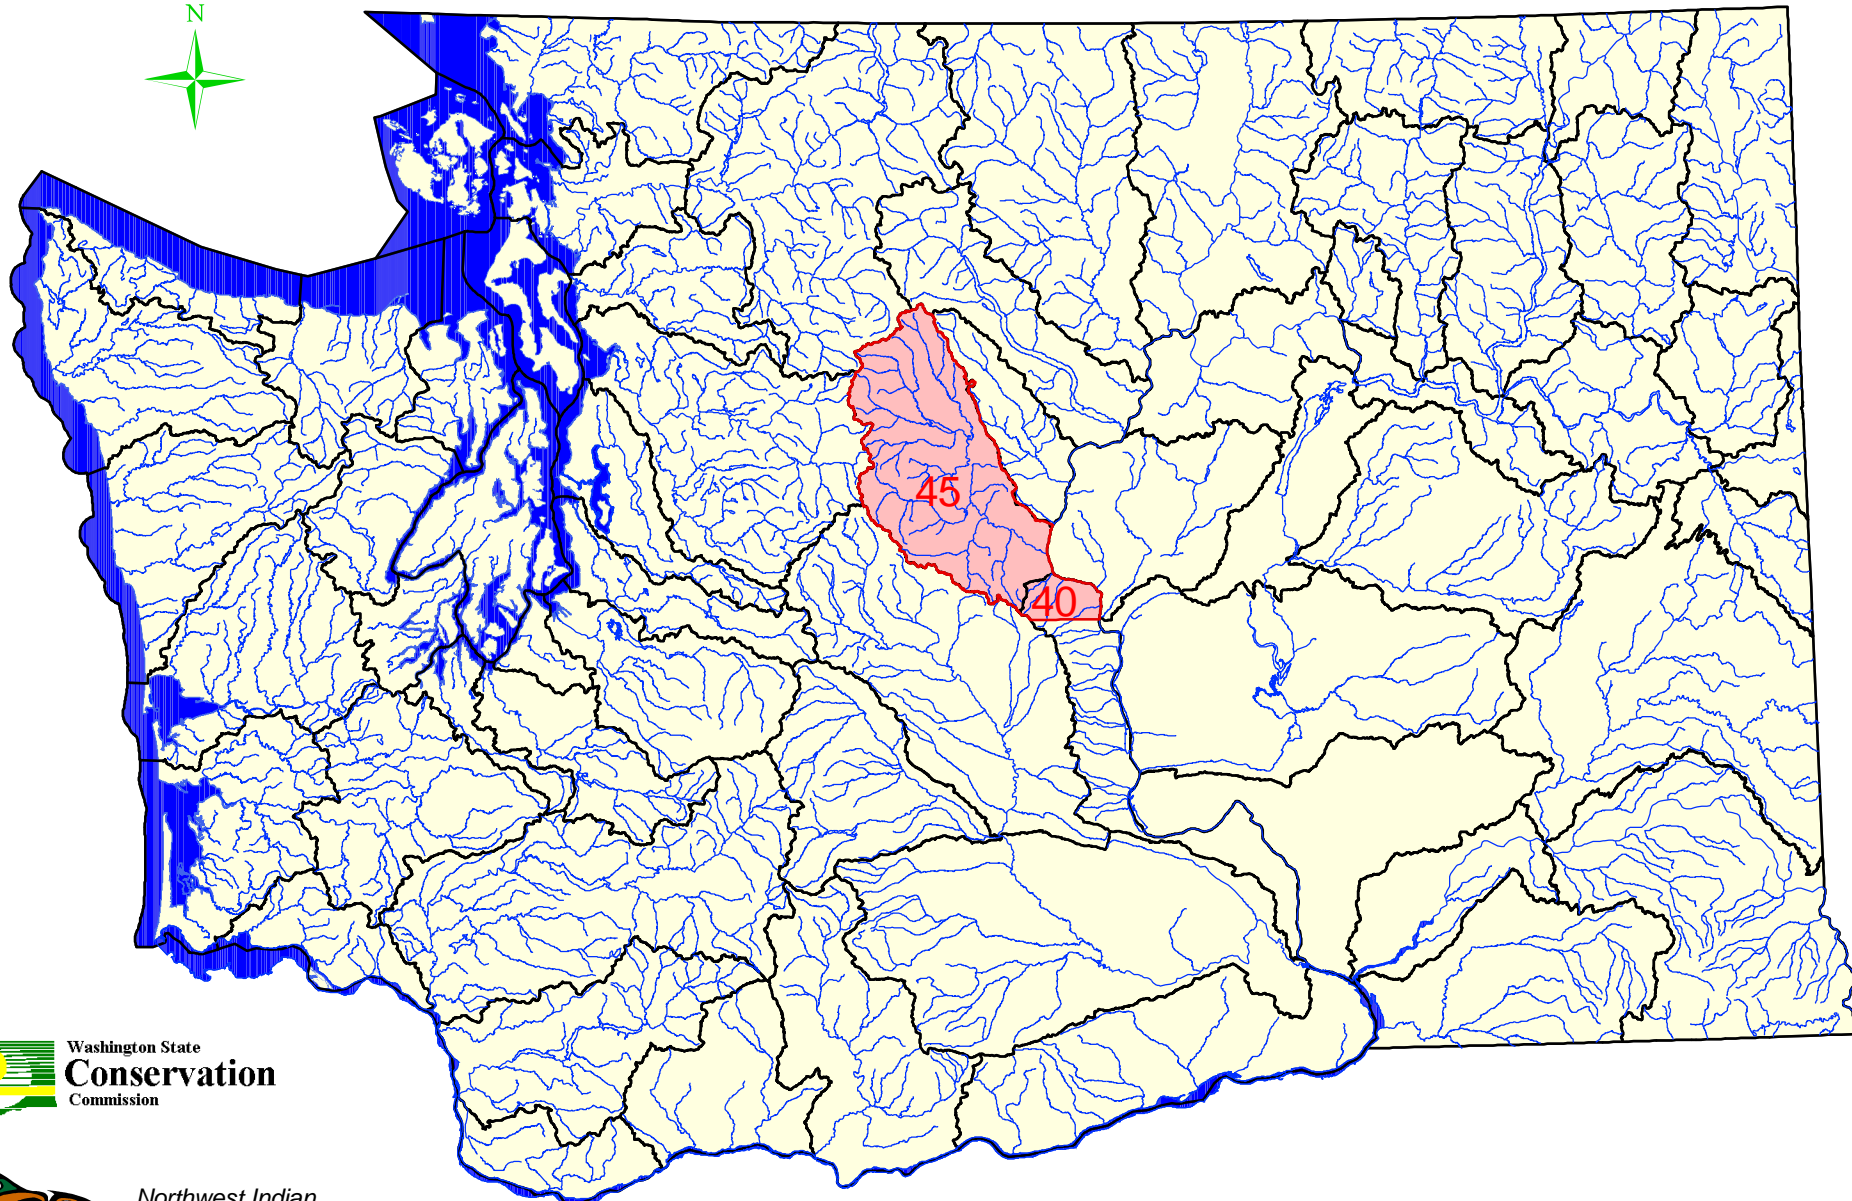 N
45
40
Washington State
Conservation
Commission
Northwest Indian